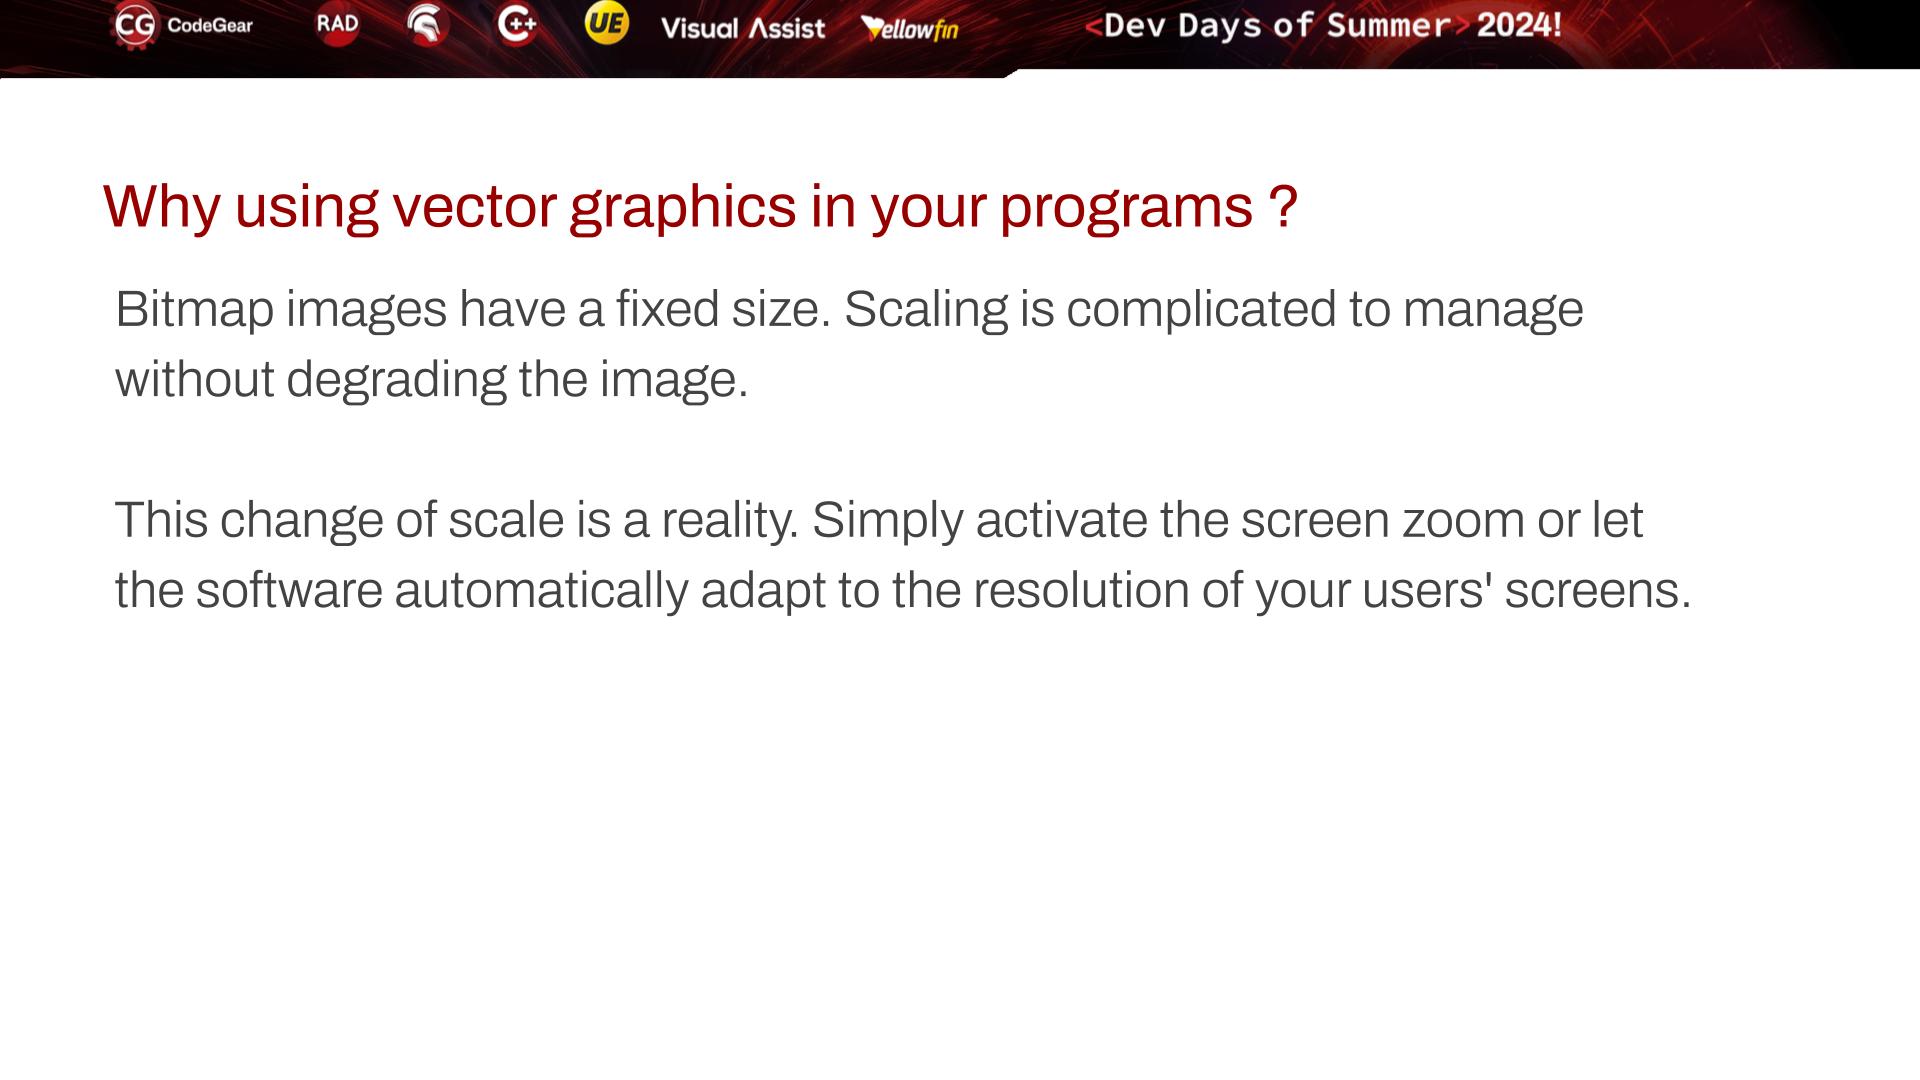 CG CodeGear RAD C++ UE Visual Assist Yellowfin <Dev Days of Summer> 2024!
Why using vector graphics in your programs ?
Bitmap images have a fixed size. Scaling is complicated to manage
without degrading the image.
This change of scale is a reality. Simply activate the screen zoom or let
the software automatically adapt to the resolution of your users' screens.